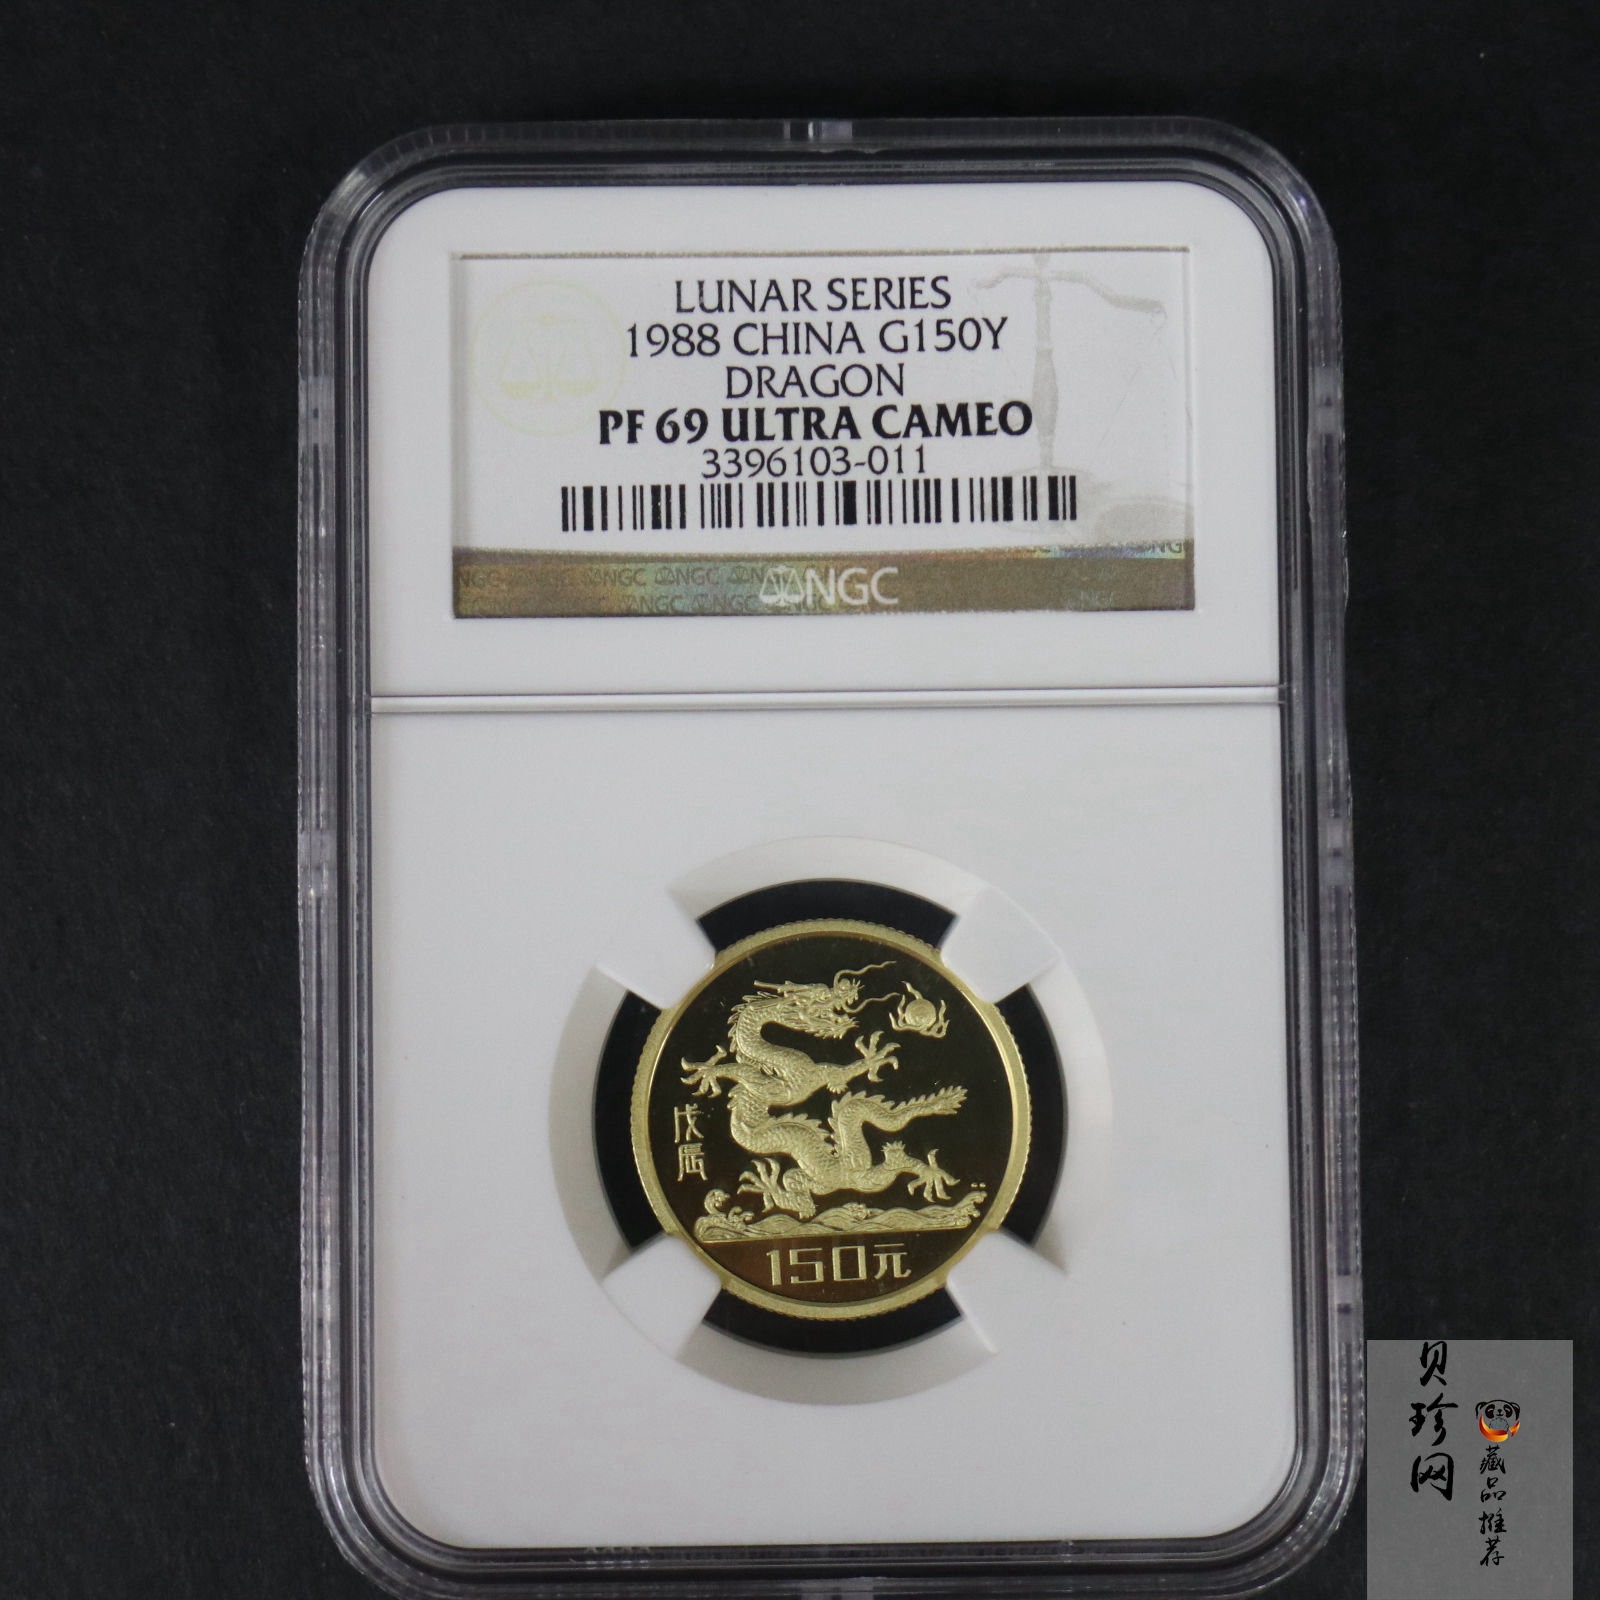 LUNAR SERIES
1988 CHINA G150Y
DRAGON
PF 69 ULTRA CAMEO
3396103-011
NGC
戊辰
150元
贝珍网
藏品推荐